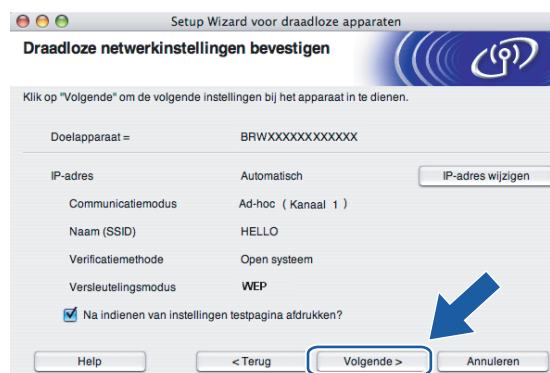 Setup Wizard voor draadloze apparaten
Draadloze netwerkinstellingen bevestigen
Klik op "Volgende" om de volgende instellingen bij het apparaat in te dienen.
Doelapparaat = BRWXXXXXXXXXXXX
IP-adres Automatisch IP-adres wijzigen
Communicatiemodus Ad-hoc ( Kanaal 1 )
Naam (SSID) HELLO
Verificatiemethode Open systeem
Versleutelingsmodus WEP
Na indienen van instellingen testpagina afdrukken?
Help < Terug Volgende > Annuleren